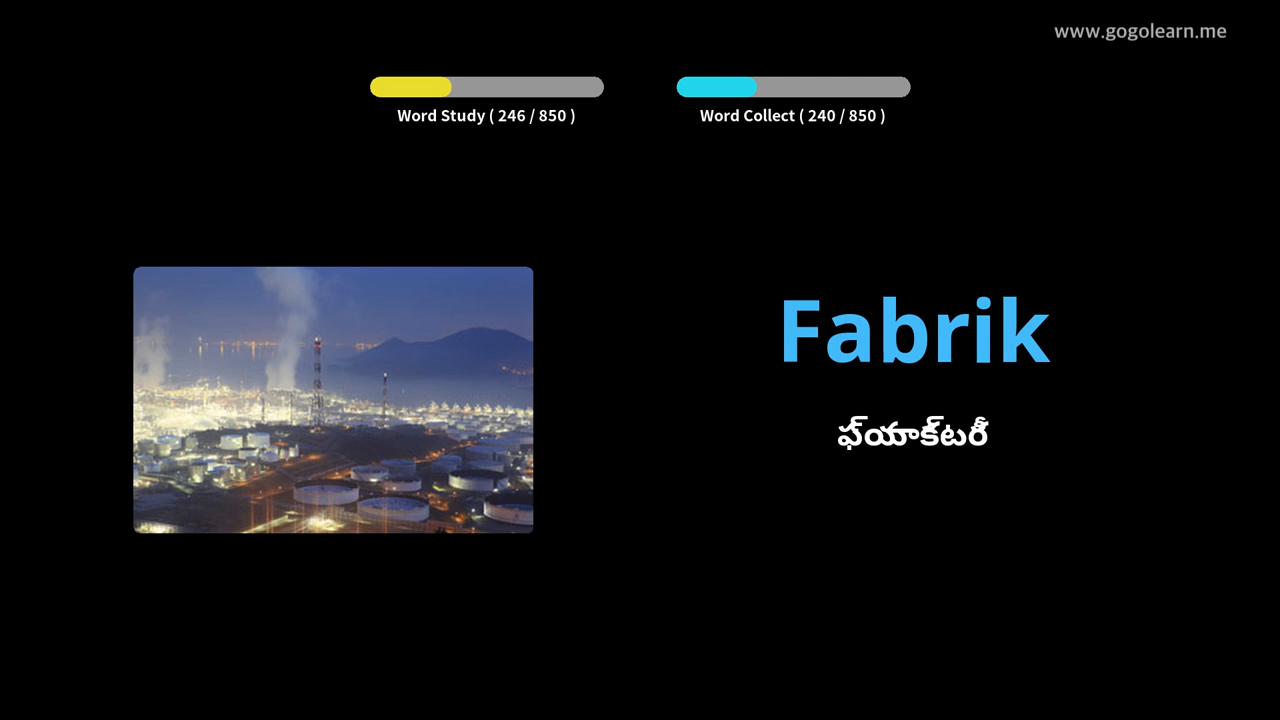 www.gogolearn.me
Word Study ( 246 / 850 )
Word Collect ( 240 / 850 )
Fabrik
ఫ్‌యాక్‌టరీ